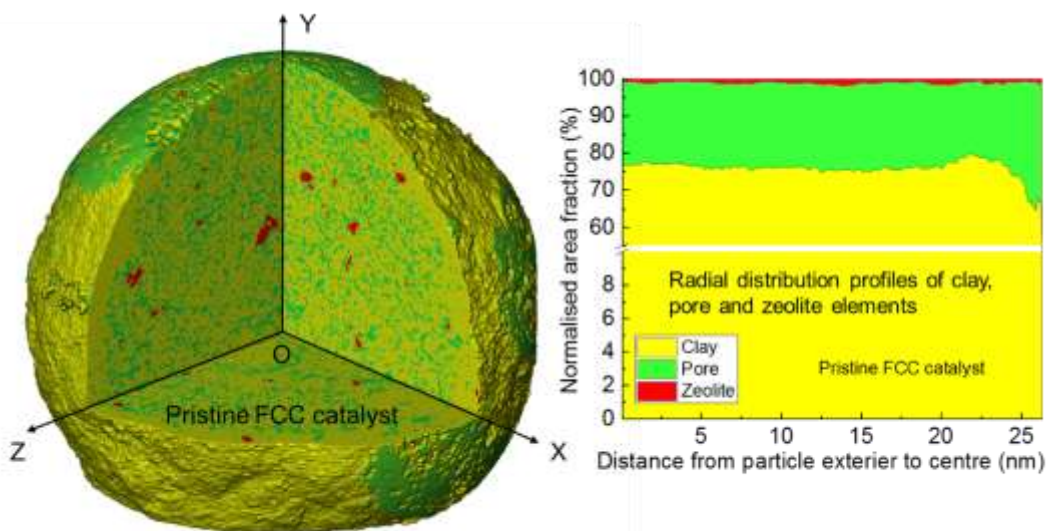 Y
O
Pristine FCC catalyst
Z
X
Normalised area fraction (%)
100
90
80
70
60
8
6
4
2
0
Radial distribution profiles of clay,
pore and zeolite elements
Clay
Pore
Zeolite
Pristine FCC catalyst
5
10
15
20
25
Distance from particle exterier to centre (nm)